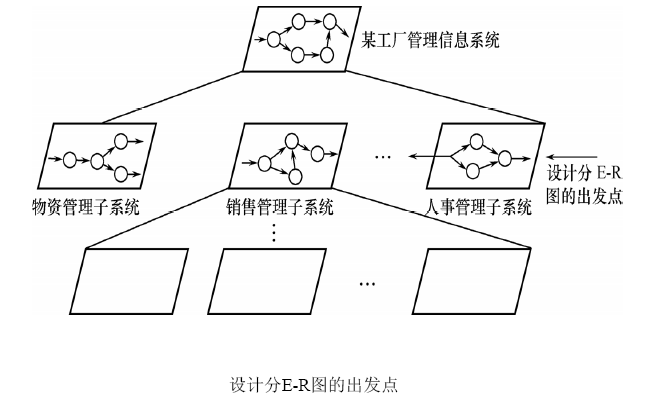 某工厂管理信息系统
…
设计分 E-R
图的出发点
物资管理子系统
销售管理子系统
人事管理子系统
⋮
…
设计分E-R图的出发点